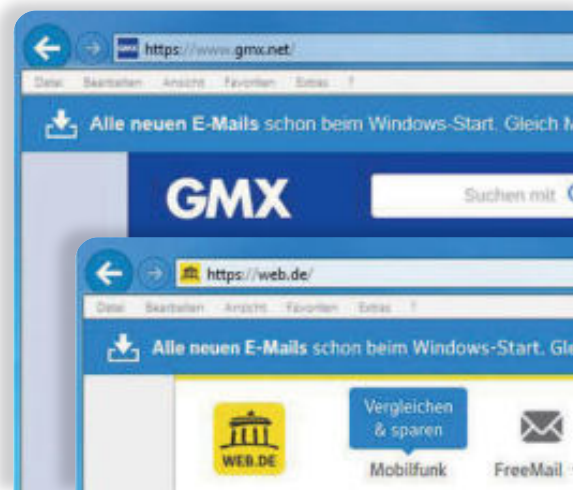 https://www.gmx.net/
Datei Bearbeiten Ansicht Favoriten Extras ?
Alle neuen E-Mails schon beim Windows-Start. Gleich
GMX
Suchen mit
https://web.de/
Datei Bearbeiten Ansicht Favoriten Extras ?
Alle neuen E-Mails schon beim Windows-Start.
Vergleichen
& sparen
WEB.DE
Mobilfunk FreeMail